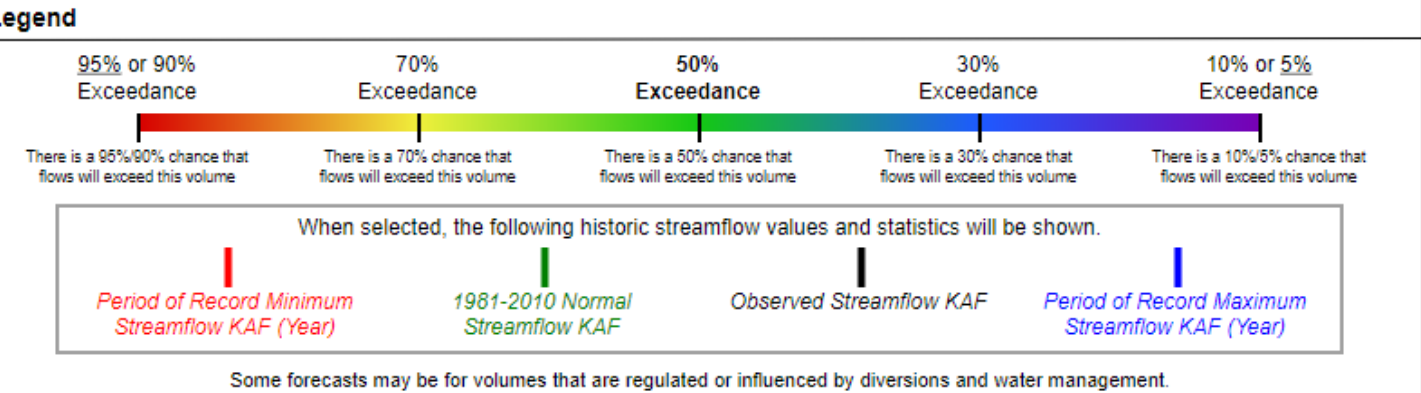 Legend
95% or 90% 70% 50% 30% 10% or 5%
Exceedance Exceedance Exceedance Exceedance Exceedance
There is a 95%/90% chance that There is a 70% chance that There is a 50% chance that There is a 30% chance that There is a 10%/5% chance that
flows will exceed this volume flows will exceed this volume flows will exceed this volume flows will exceed this volume flows will exceed this volume
When selected, the following historic streamflow values and statistics will be shown.
Period of Record Minimum 1981-2010 Normal Observed Streamflow KAF Period of Record Maximum
Streamflow KAF (Year) Streamflow KAF Streamflow KAF (Year)
Some forecasts may be for volumes that are regulated or influenced by diversions and water management.